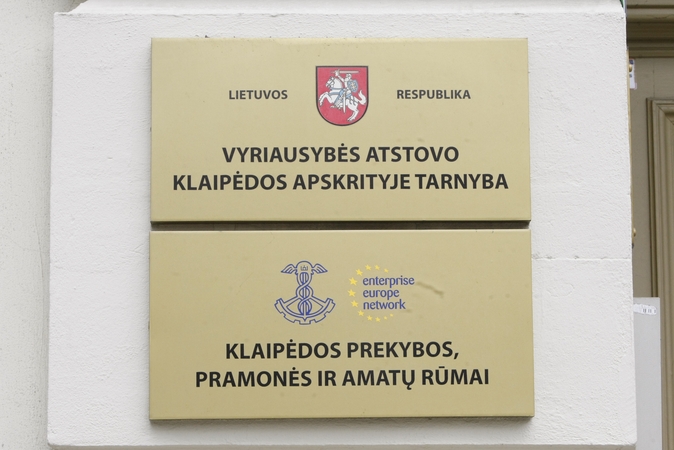 LIETUVOS RESPUBLIKA
VYRIAUSYBĖS ATSTOVO
KLAIPĖDOS APSKRITYJE TARNYBA
enterprise
europe
network
KLAIPĖDOS PREKYBOS,
PRAMONĖS IR AMATŲ RŪMAI